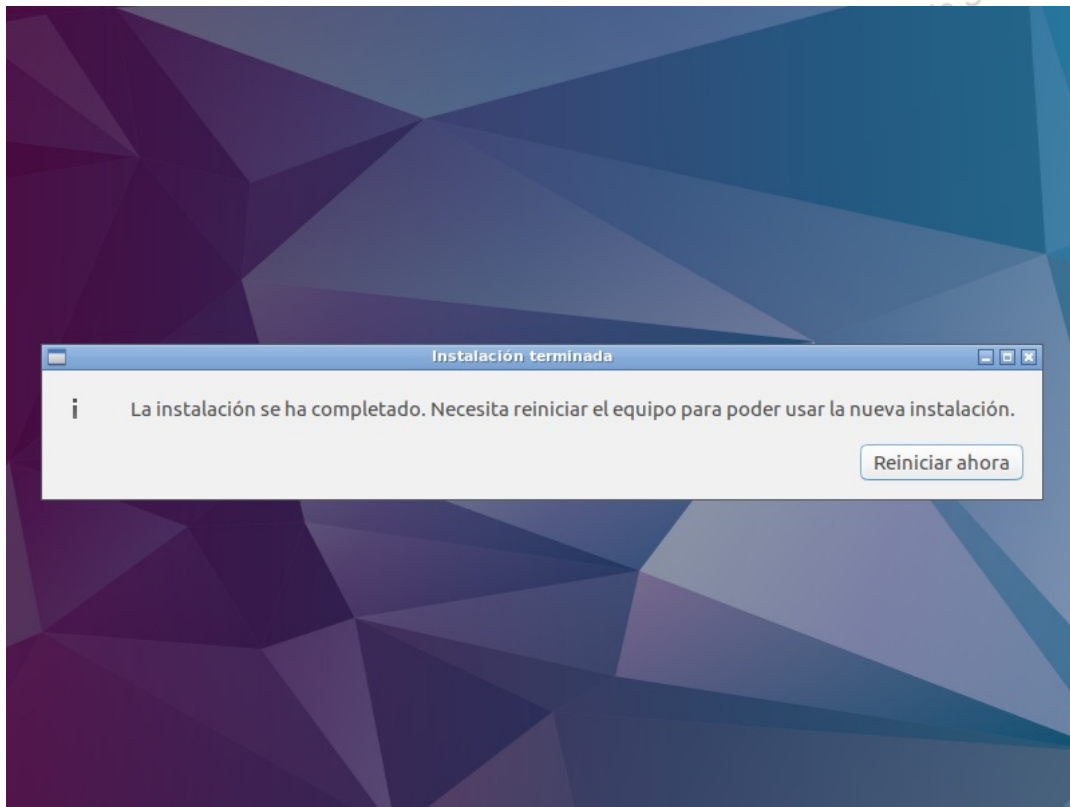 Instalación terminada
La instalación se ha completado. Necesita reiniciar el equipo para poder usar la nueva instalación.
Reiniciar ahora